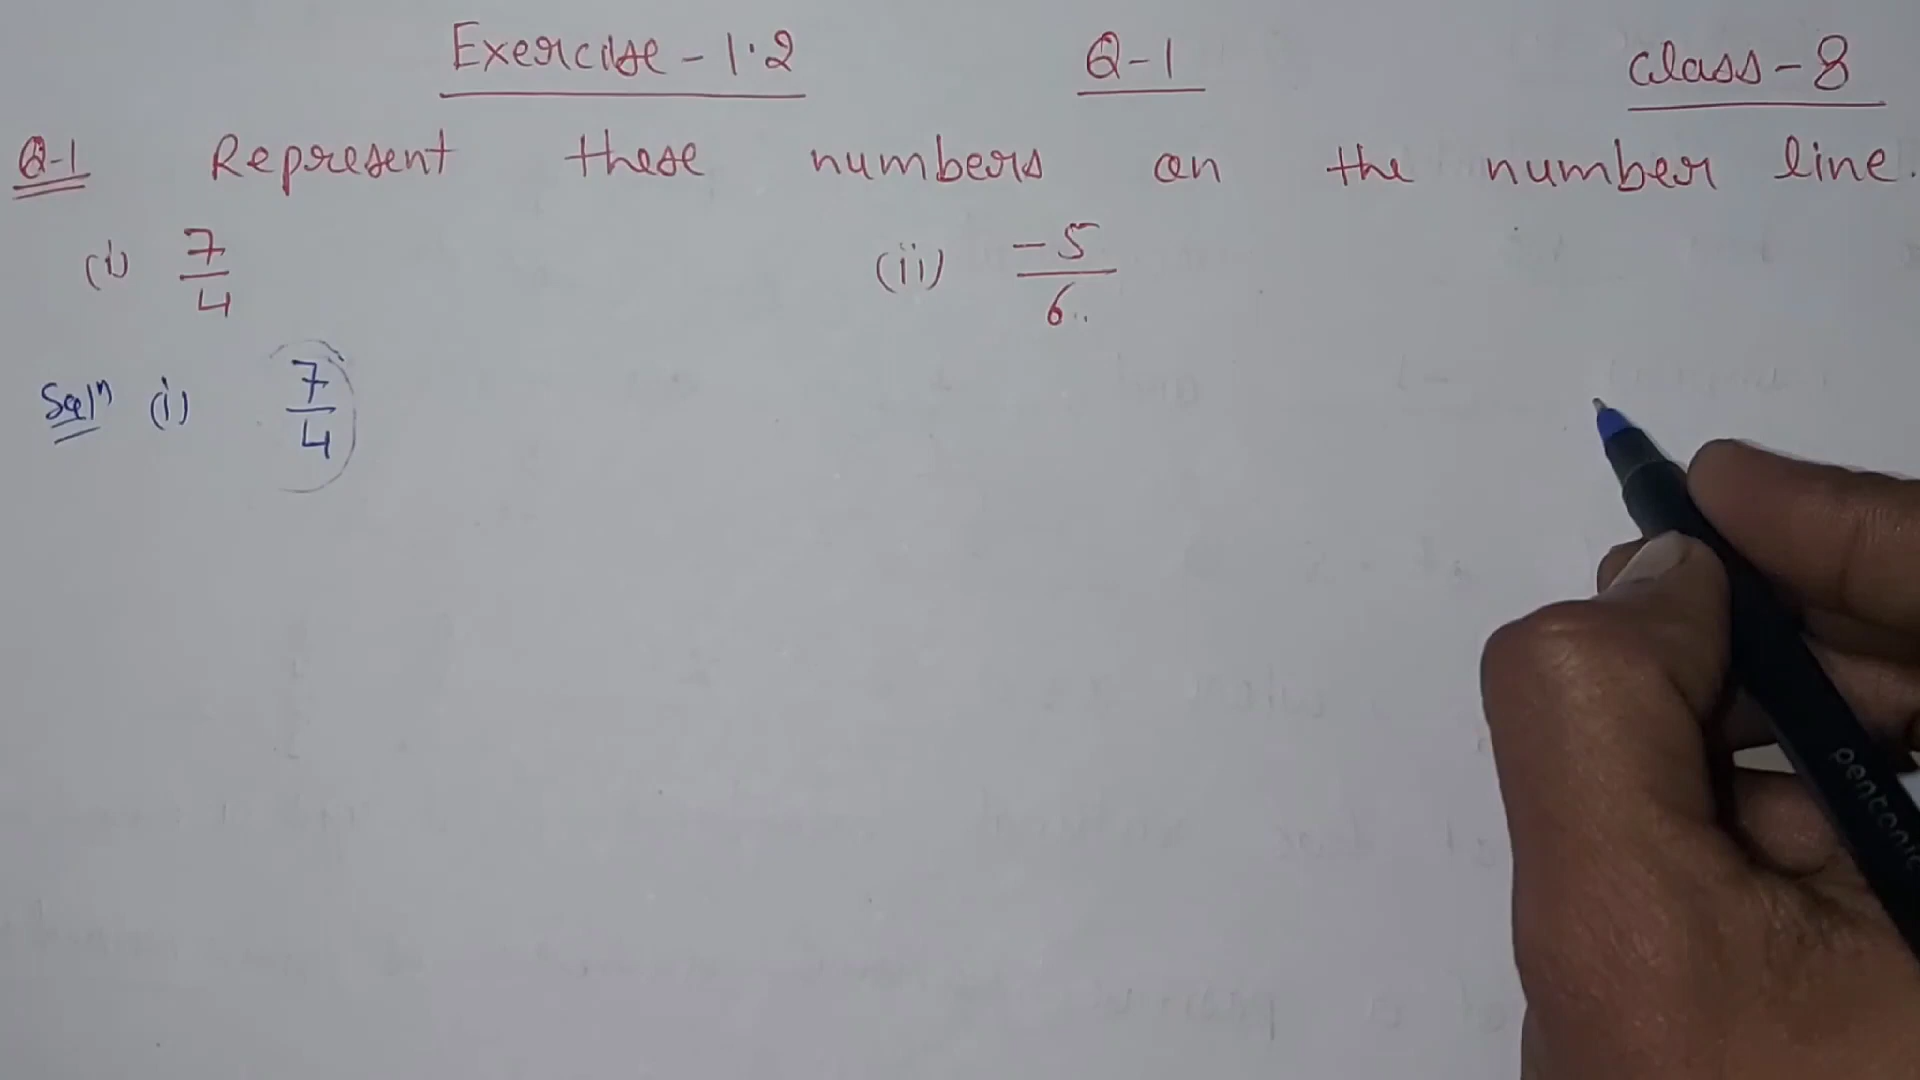 Exercise - 1.2 Q-1 class - 8
Q-1 Represent these numbers on the number line.
(i) 7/4 (ii) -5/6
Solⁿ (i) 7/4
pentonic